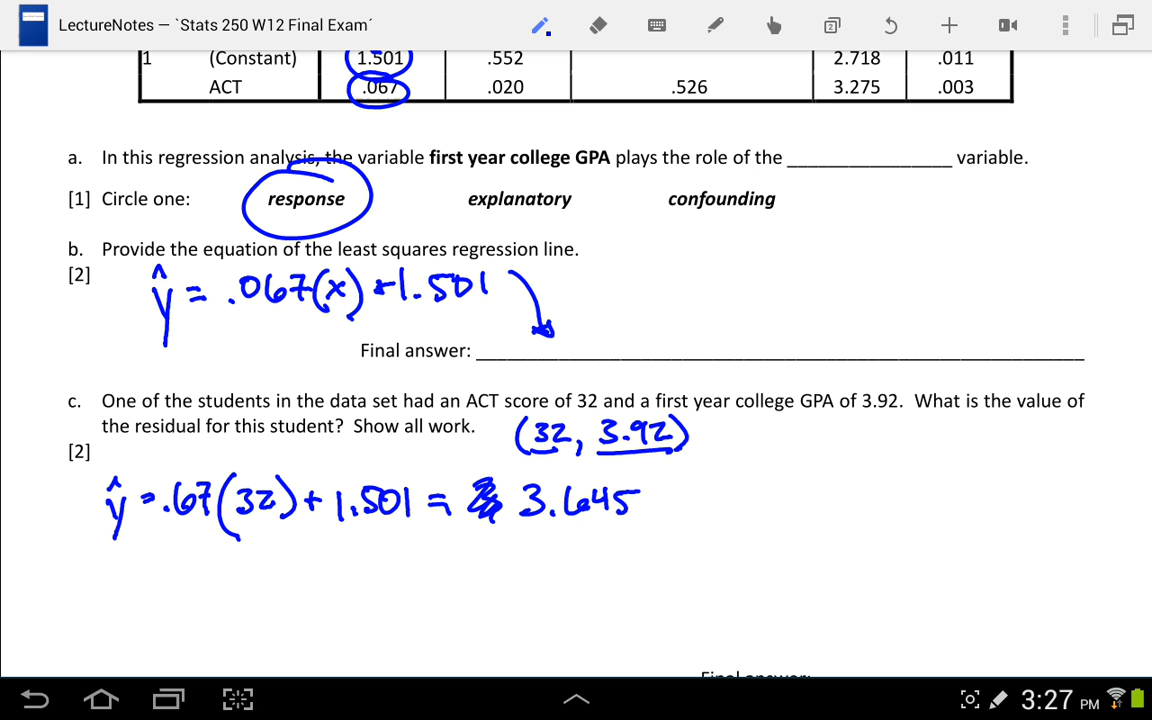 LectureNotes — `Stats 250 W12 Final Exam´
1 (Constant) 1.501 .552 2.718 .011
ACT .067 .020 .526 3.275 .003
a. In this regression analysis, the variable first year college GPA plays the role of the ________________ variable.
[1] Circle one: response explanatory confounding
b. Provide the equation of the least squares regression line.
[2]
ŷ = .067(x) + 1.501
Final answer: ____________________________________________________________
c. One of the students in the data set had an ACT score of 32 and a first year college GPA of 3.92. What is the value of
the residual for this student? Show all work.
(32, 3.92)
[2]
ŷ = .67(32) + 1.501 = 3.645
Final answer:
3:27 PM